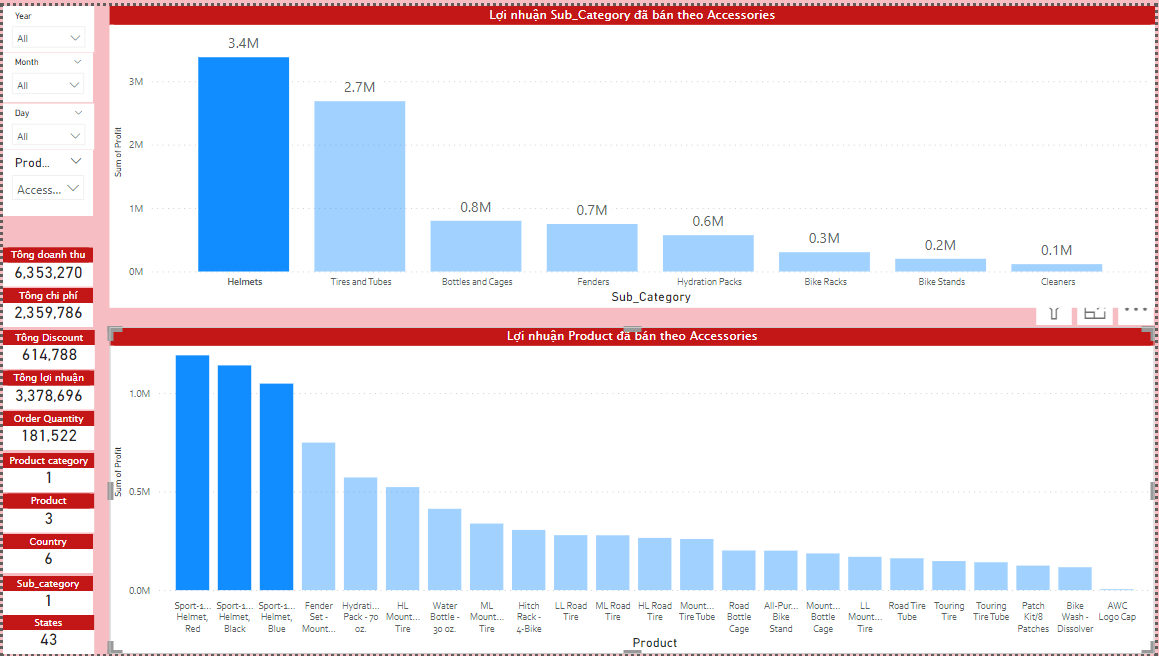 Year
All
Month
All
Day
All
Prod...
Access...
Tổng doanh thu
6,353,270
Tổng chi phí
2,359,786
Tổng Discount
614,788
Tổng lợi nhuận
3,378,696
Order Quantity
181,522
Product category
1
Product
3
Country
6
Sub_category
1
States
43
Lợi nhuận Sub_Category đã bán theo Accessories
Sum of Profit
3M
2M
1M
0M
3.4M
2.7M
0.8M
0.7M
0.6M
0.3M
0.2M
0.1M
Helmets
Tires and Tubes
Bottles and Cages
Fenders
Hydration Packs
Bike Racks
Bike Stands
Cleaners
Sub_Category
Lợi nhuận Product đã bán theo Accessories
Sum of Profit
1.0M
0.5M
0.0M
Sport-1...
Helmet,
Red
Sport-1...
Helmet,
Black
Sport-1...
Helmet,
Blue
Fender
Set -
Mount...
Hydrati...
Pack - 70
oz.
HL
Mount...
Tire
Water
Bottle -
30 oz.
ML
Mount...
Tire
Hitch
Rack -
4-Bike
LL Road
Tire
ML Road
Tire
HL Road
Tire
Mount...
Tire Tube
Road
Bottle
Cage
All-Pur...
Bike
Stand
Mount...
Bottle
Cage
LL
Mount...
Tire
Road Tire
Tube
Touring
Tire
Touring
Tire Tube
Patch
Kit/8
Patches
Bike
Wash -
Dissolver
AWC
Logo Cap
Product